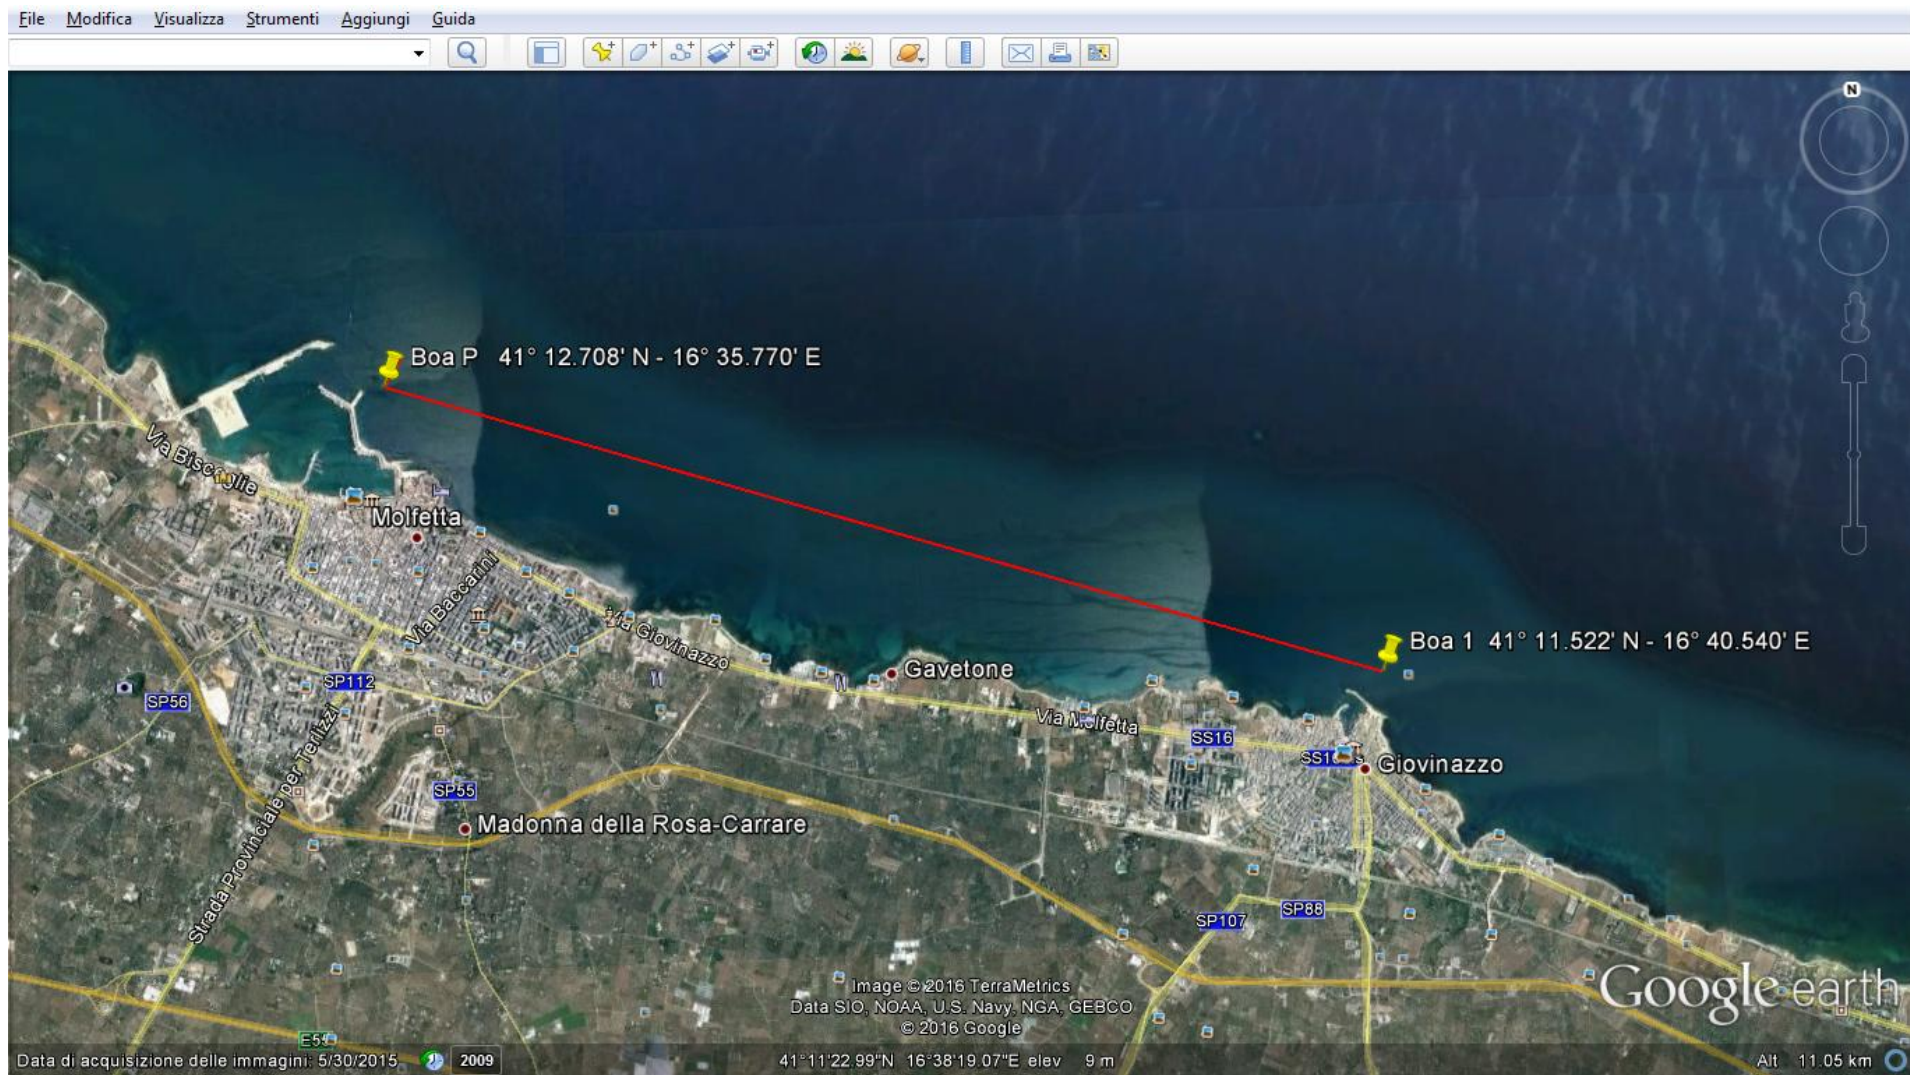 File Modifica Visualizza Strumenti Aggiungi Guida
N
Boa P 41° 12.708' N - 16° 35.770' E
Via Bisceglie
Molfetta
Via Baccarini
Via Giovinazzo
Boa 1 41° 11.522' N - 16° 40.540' E
Gavetone
SP112
SP56
Via Molfetta
SS16
Giovinazzo
SP55
Madonna della Rosa-Carrare
Strada Provinciale per Terlizzi
SP88
SP107
Image © 2016 TerraMetrics
Data SIO, NOAA, U.S. Navy, NGA, GEBCO
© 2016 Google
Google earth
E55
Data di acquisizione delle immagini: 5/30/2015 2009 41°11'22.99"N 16°38'19.07"E elev 9 m Alt 11.05 km